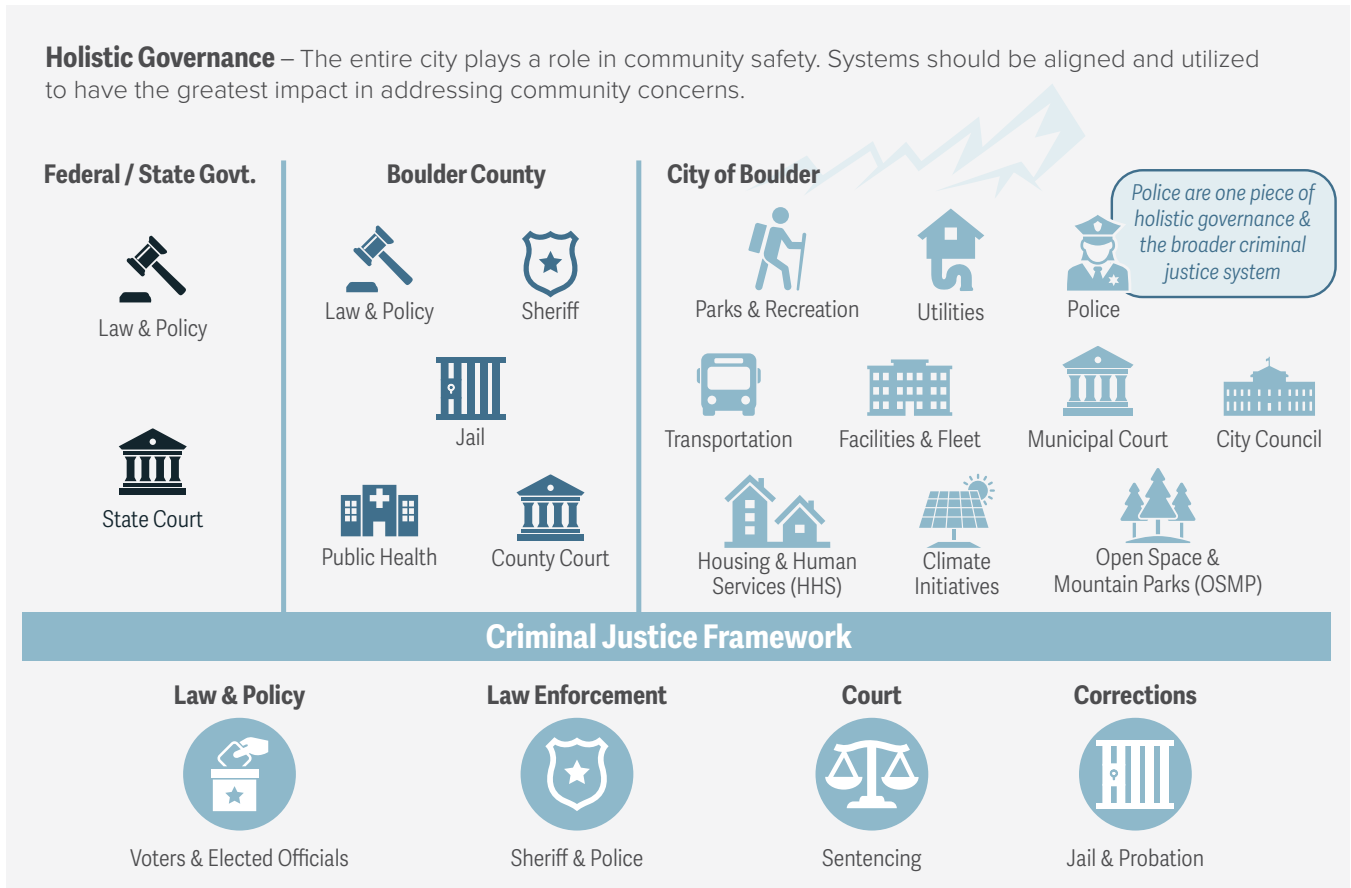 Holistic Governance – The entire city plays a role in community safety. Systems should be aligned and utilized
to have the greatest impact in addressing community concerns.
Federal / State Govt.
Law & Policy
State Court
Boulder County
Law & Policy
Sheriff
Jail
Public Health
County Court
City of Boulder
Parks & Recreation
Utilities
Police
Police are one piece of
holistic governance &
the broader criminal
justice system
Transportation
Facilities & Fleet
Municipal Court
City Council
Housing & Human
Services (HHS)
Climate
Initiatives
Open Space &
Mountain Parks (OSMP)
Criminal Justice Framework
Law & Policy
Voters & Elected Officials
Law Enforcement
Sheriff & Police
Court
Sentencing
Corrections
Jail & Probation